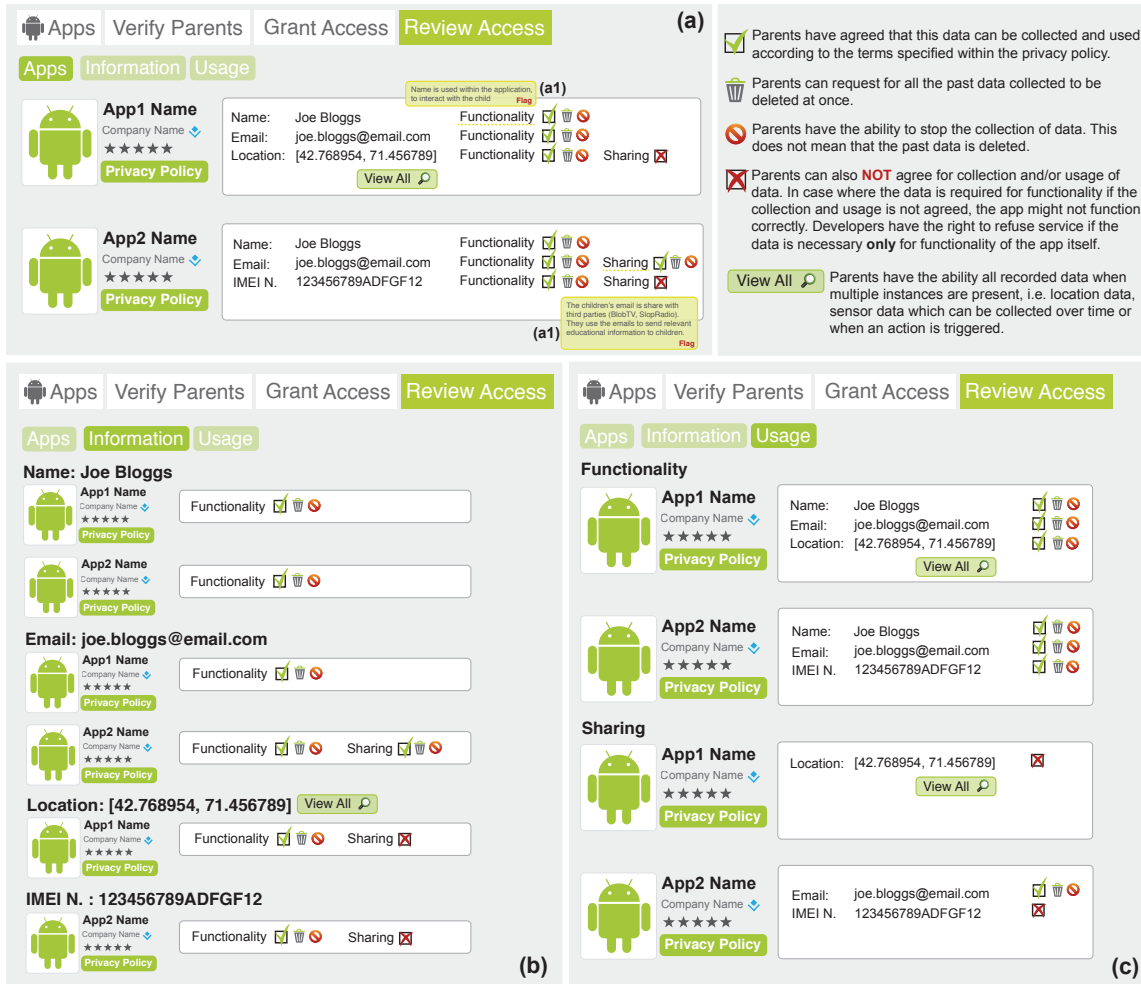 Apps Verify Parents Grant Access Review Access (a)
Apps Information Usage
Name is used within the application,
to interact with the child Flag
(a1)
App1 Name
Company Name
★★★★★
Privacy Policy
Name: Joe Bloggs Functionality
Email: joe.bloggs@email.com Functionality
Location: [42.768954, 71.456789] Functionality Sharing
View All
App2 Name
Company Name
★★★★★
Privacy Policy
Name: Joe Bloggs Functionality
Email: joe.bloggs@email.com Functionality Sharing
IMEI N. 123456789ADFGF12 Functionality Sharing
(a1)
The children's email is share with
third parties (BlobTV, SlopRadio).
They use the emails to send relevant
educational information to children.
Flag
Parents have agreed that this data can be collected and used
according to the terms specified within the privacy policy.
Parents can request for all the past data collected to be
deleted at once.
Parents have the ability to stop the collection of data. This
does not mean that the past data is deleted.
Parents can also NOT agree for collection and/or usage of
data. In case where the data is required for functionality if the
collection and usage is not agreed, the app might not function
correctly. Developers have the right to refuse service if the
data is necessary only for functionality of the app itself.
View All
Parents have the ability all recorded data when
multiple instances are present, i.e. location data,
sensor data which can be collected over time or
when an action is triggered.
Apps Verify Parents Grant Access Review Access
Apps Information Usage
Name: Joe Bloggs
App1 Name
Company Name
★★★★★
Privacy Policy
Functionality
App2 Name
Company Name
★★★★★
Privacy Policy
Functionality
Email: joe.bloggs@email.com
App1 Name
Company Name
★★★★★
Privacy Policy
Functionality
App2 Name
Company Name
★★★★★
Privacy Policy
Functionality Sharing
Location: [42.768954, 71.456789] View All
App1 Name
Company Name
★★★★★
Privacy Policy
Functionality Sharing
IMEI N. : 123456789ADFGF12
App2 Name
Company Name
★★★★★
Privacy Policy
Functionality Sharing
(b)
Apps Verify Parents Grant Access Review Access
Apps Information Usage
Functionality
App1 Name
Company Name
★★★★★
Privacy Policy
Name: Joe Bloggs
Email: joe.bloggs@email.com
Location: [42.768954, 71.456789]
View All
App2 Name
Company Name
★★★★★
Privacy Policy
Name: Joe Bloggs
Email: joe.bloggs@email.com
IMEI N. 123456789ADFGF12
Sharing
App1 Name
Company Name
★★★★★
Privacy Policy
Location: [42.768954, 71.456789]
View All
App2 Name
Company Name
★★★★★
Privacy Policy
Email: joe.bloggs@email.com
IMEI N. 123456789ADFGF12
(c)